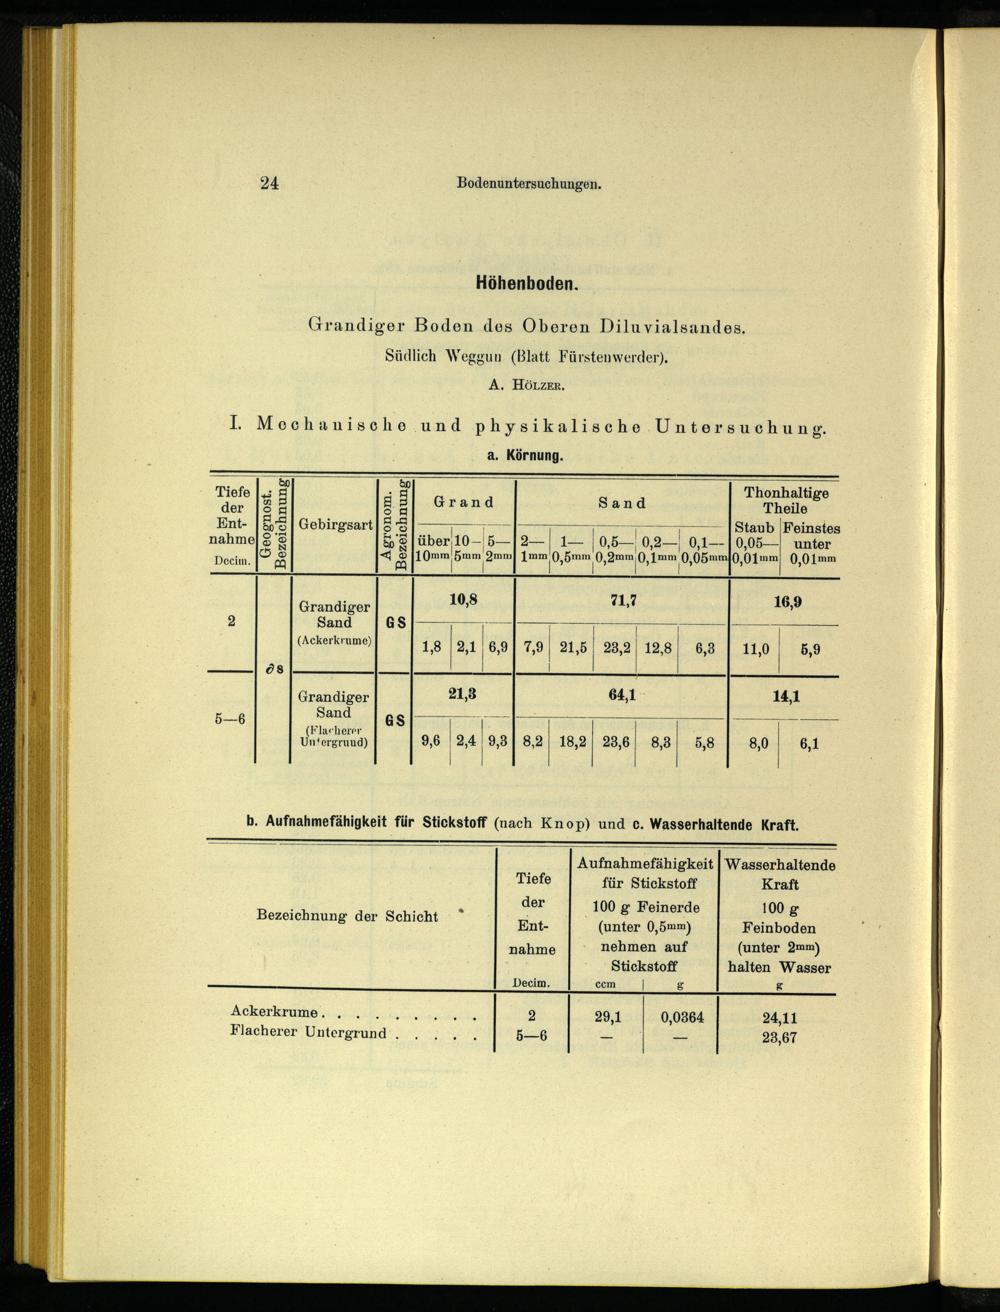 24 Bodenuntersuchungen.
Höhenboden.
Grandiger Boden des Oberen Diluvialsandes.
Südlich Weggun (Blatt Fürstenwerder).
A. HÖLZER.
I. Mechanische und physikalische Untersuchung.
a. Körnung.
Tiefe der Ent-nahme Decim.
Geognost. Bezeichnung
Gebirgsart
Agronom. Bezeichnung
Grand
über 10mm
10–5mm
5—2mm
Sand
2—1mm
1—0,5mm
0,5—0,2mm
0,2—0,1mm
0,1—0,05mm
Thonhaltige Theile
Staub 0,05—0,01mm
Feinstes unter 0,01mm
2
∂s
Grandiger Sand (Ackerkrume)
GS
10,8 71,7 16,9
1,8 2,1 6,9 7,9 21,5 23,2 12,8 6,3 11,0 5,9
5—6
Grandiger Sand (Flacherer Untergrund)
GS
21,3 64,1 14,1
9,6 2,4 9,3 8,2 18,2 23,6 8,3 5,8 8,0 6,1
b. Aufnahmefähigkeit für Stickstoff (nach Knop) und c. Wasserhaltende Kraft.
Bezeichnung der Schicht
Tiefe
der
Ent-
nahme
Decim.
Aufnahmefähigkeit
für Stickstoff
100 g Feinerde
(unter 0,5mm)
nehmen auf
Stickstoff
ccm | g
Wasserhaltende
Kraft
100 g
Feinboden
(unter 2mm)
halten Wasser
g
Ackerkrume . . . . . . . . . 2 29,1 0,0364 24,11
Flacherer Untergrund . . . . . 5—6 — — 23,67